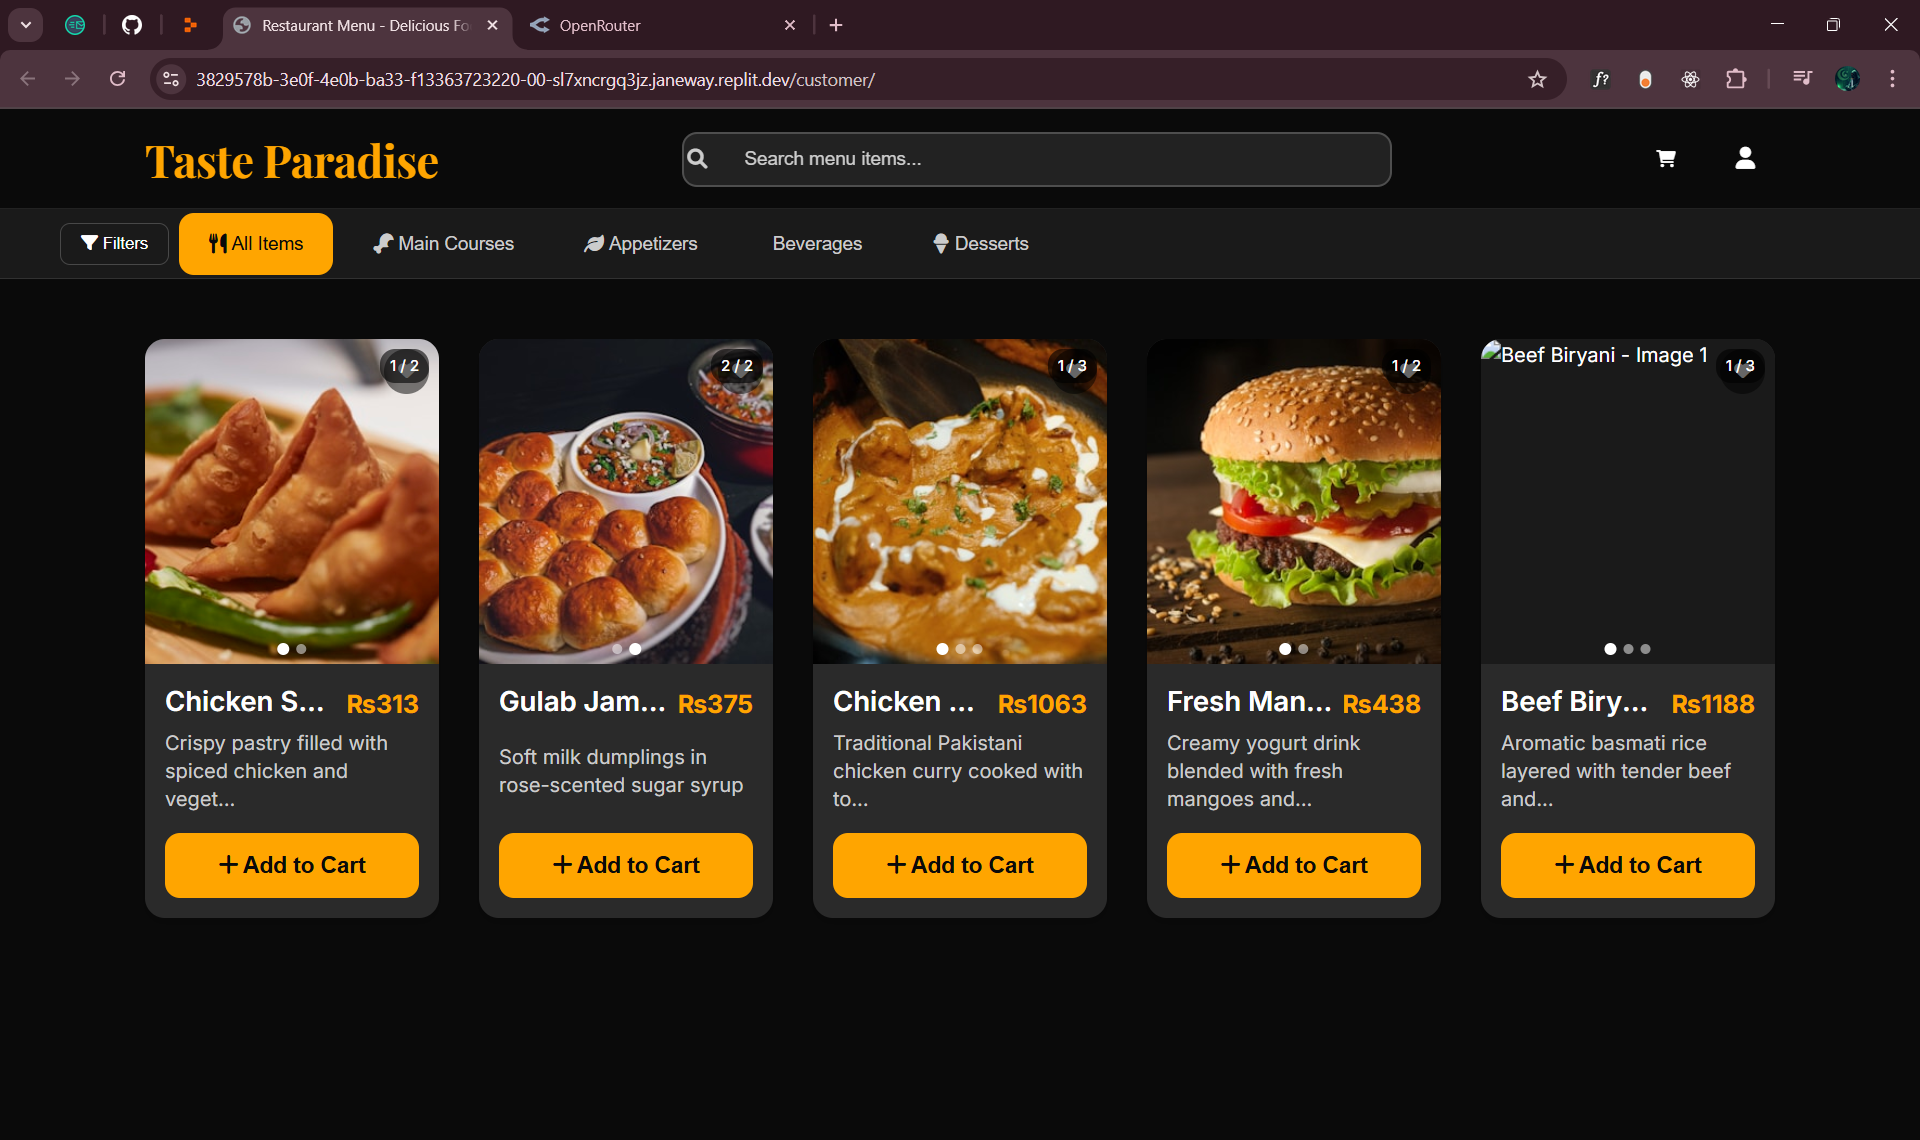 Restaurant Menu - Delicious Fo
OpenRouter
3829578b-3e0f-4e0b-ba33-f13363723220-00-sl7xncrgq3jz.janeway.replit.dev/customer/
f?
Taste Paradise
Search menu items...
Filters
All Items
Main Courses
Appetizers
Beverages
Desserts
1 / 2
2 / 2
1 / 3
1 / 2
Beef Biryani - Image 1
1 / 3
Chicken S...
Rs313
Crispy pastry filled with
spiced chicken and
veget...
Add to Cart
Gulab Jam...
Rs375
Soft milk dumplings in
rose-scented sugar syrup
Add to Cart
Chicken ...
Rs1063
Traditional Pakistani
chicken curry cooked with
to...
Add to Cart
Fresh Man...
Rs438
Creamy yogurt drink
blended with fresh
mangoes and...
Add to Cart
Beef Biry...
Rs1188
Aromatic basmati rice
layered with tender beef
and...
Add to Cart